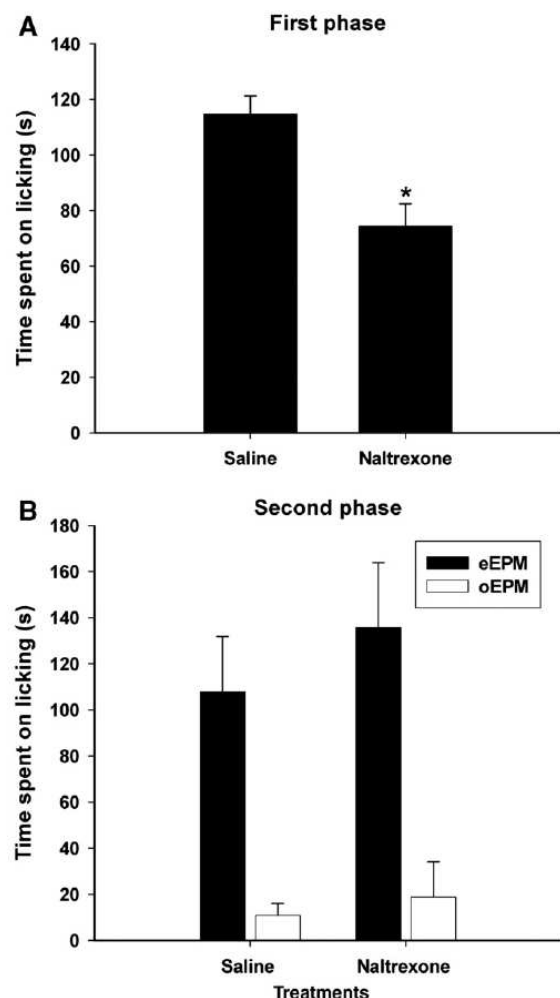 A
First phase
Time spent on licking (s)
140
120
100
80
60
40
20
0
*
Saline Naltrexone
B
Second phase
Time spent on licking (s)
180
160
140
120
100
80
60
40
20
0
eEPM
oEPM
Saline Naltrexone
Treatments